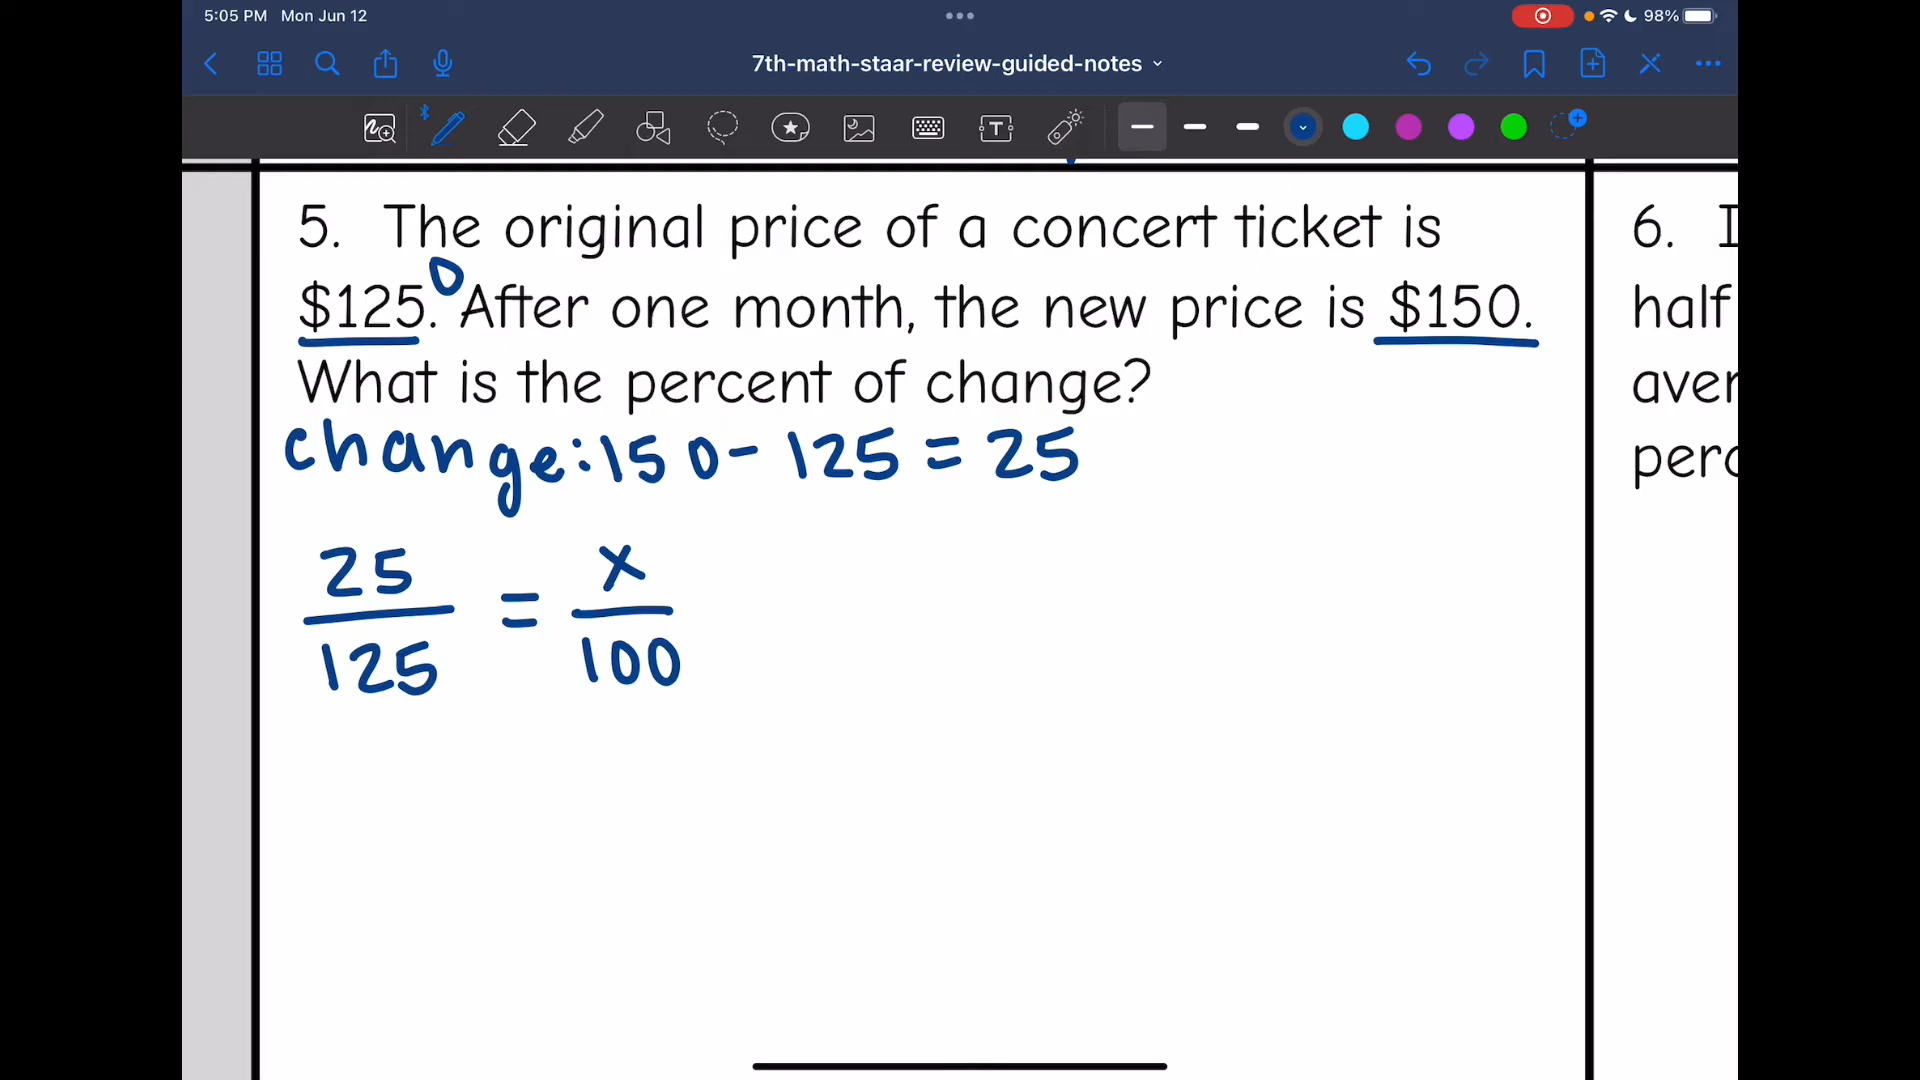 5:05 PM Mon Jun 12
98%
7th-math-staar-review-guided-notes
T
5. The original price of a concert ticket is
$125. O After one month, the new price is $150.
What is the percent of change?
change: 150 - 125 = 25
25/125 = x/100
6. I
half
aver
perc